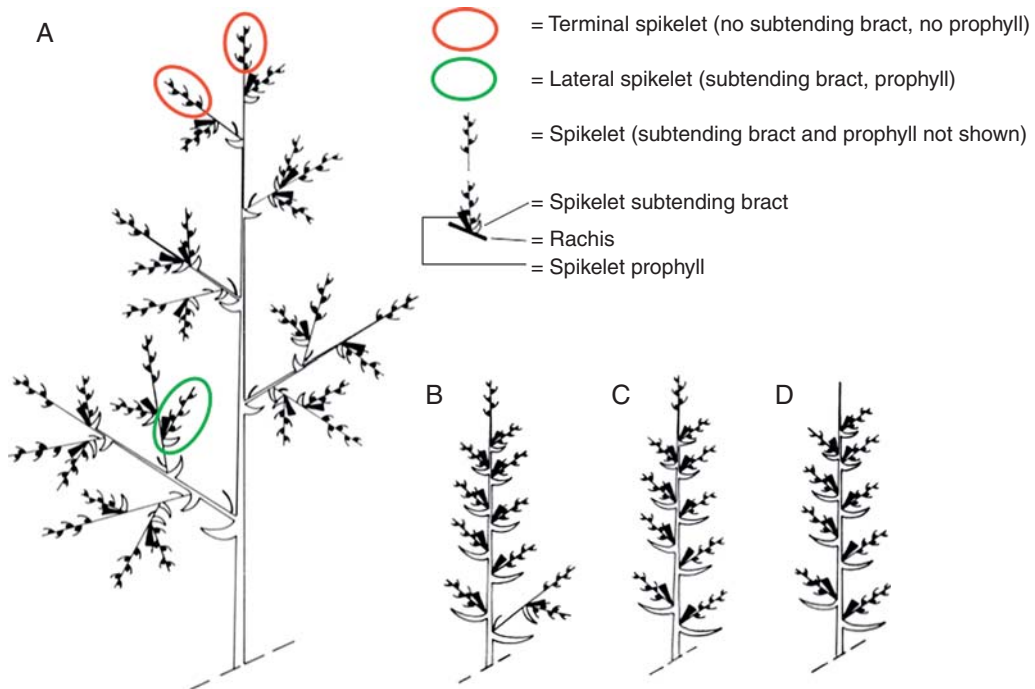 A
= Terminal spikelet (no subtending bract, no prophyll)
= Lateral spikelet (subtending bract, prophyll)
= Spikelet (subtending bract and prophyll not shown)
= Spikelet subtending bract
= Rachis
= Spikelet prophyll
B
C
D